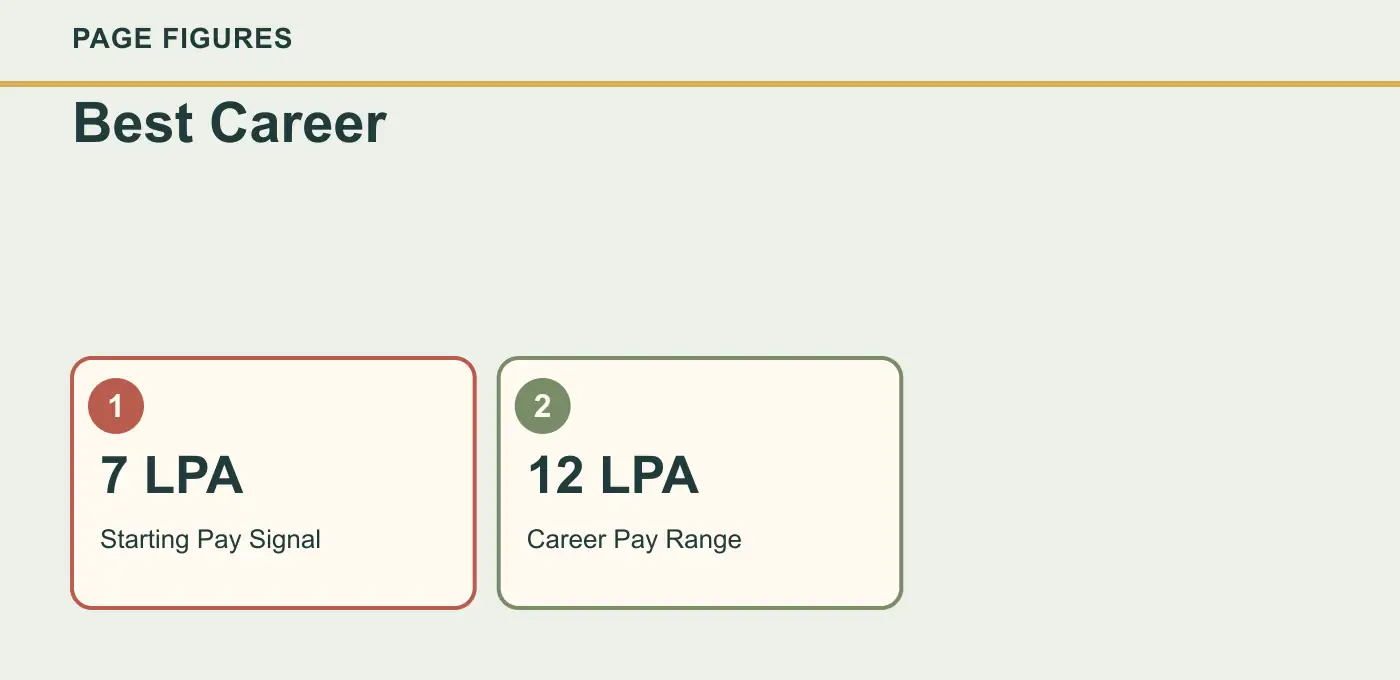 PAGE FIGURES
Best Career
1
7 LPA
Starting Pay Signal
2
12 LPA
Career Pay Range